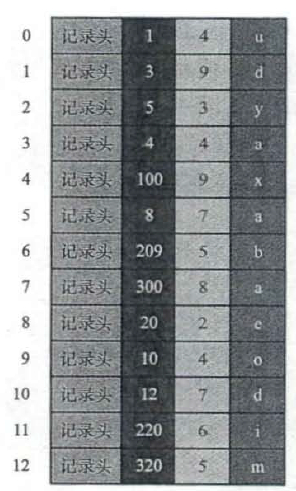 0 记录头 1 4 u
1 记录头 3 9 d
2 记录头 5 3 y
3 记录头 4 4 a
4 记录头 100 9 x
5 记录头 8 7 a
6 记录头 209 5 b
7 记录头 300 8 a
8 记录头 20 2 e
9 记录头 10 4 o
10 记录头 12 7 d
11 记录头 220 6 i
12 记录头 320 5 m